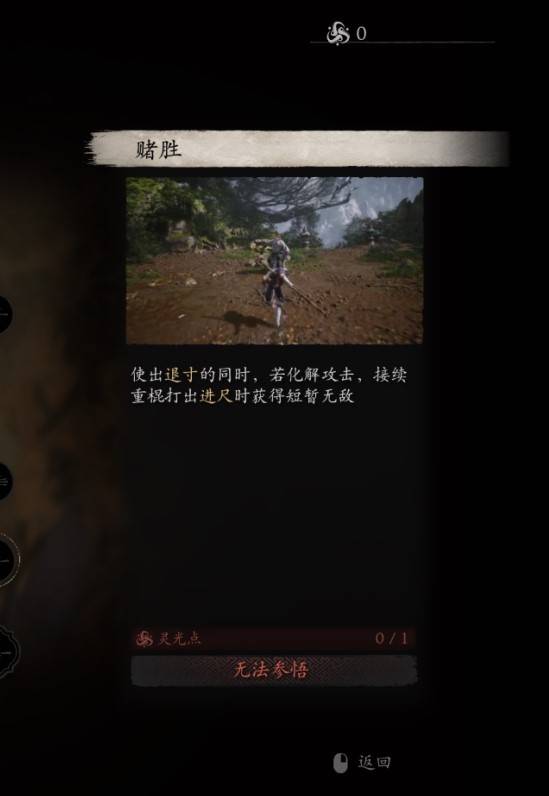 0
赌胜
使出退寸的同时，若化解攻击，接续
重棍打出进尺时获得短暂无敌
灵光点 0/1
无法参悟
返回